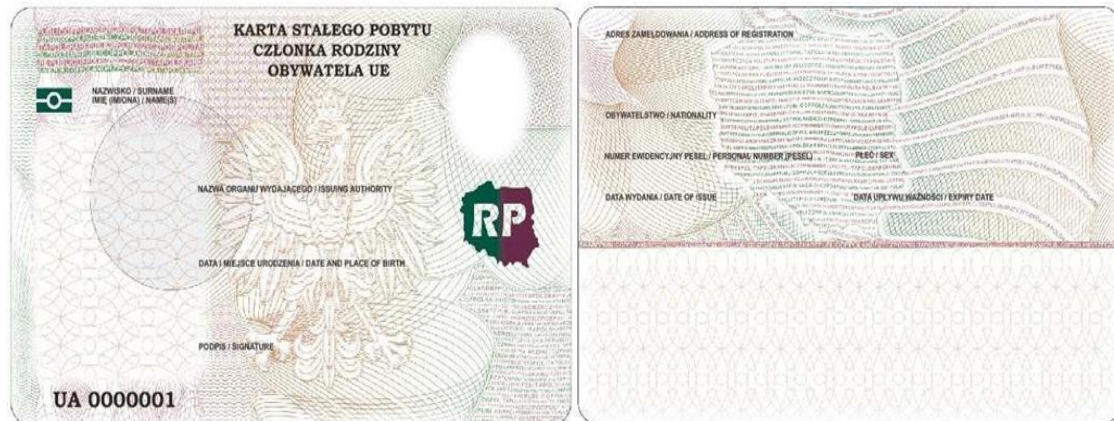 KARTA STAŁEGO POBYTU
CZŁONKA RODZINY
OBYWATELA UE
NAZWISKO / SURNAME
IMIĘ (IMIONA) / NAME(S)
NAZWA ORGANU WYDAJĄCEGO / ISSUING AUTHORITY
RP
DATA I MIEJSCE URODZENIA / DATE AND PLACE OF BIRTH
PODPIS / SIGNATURE
UA 0000001
ADRES ZAMELDOWANIA / ADDRESS OF REGISTRATION
OBYWATELSTWO / NATIONALITY
NUMER EWIDENCYJNY PESEL / PERSONAL NUMBER (PESEL)
PŁEĆ / SEX
DATA WYDANIA / DATE OF ISSUE
DATA UPŁYWU WAŻNOŚCI / EXPIRY DATE